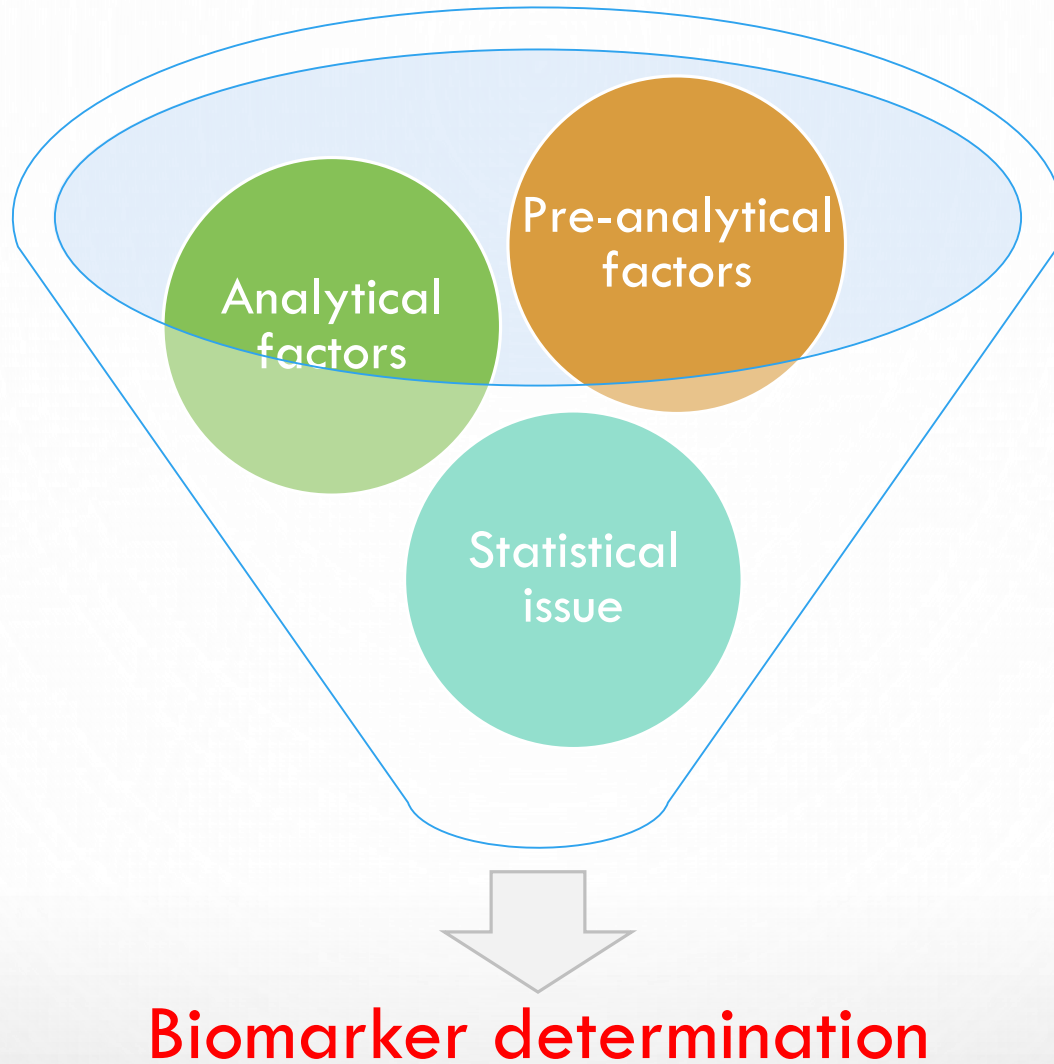 Pre-analytical
factors
Analytical
factors
Statistical
issue
Biomarker determination